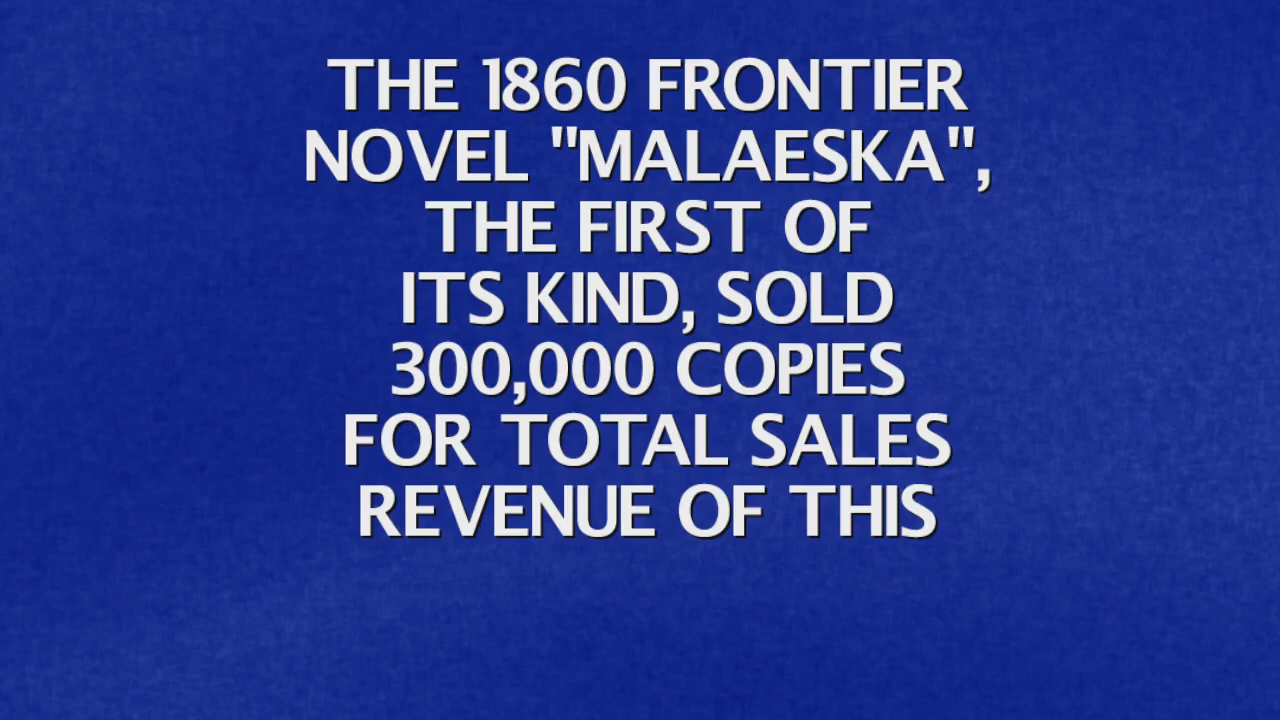 THE 1860 FRONTIER
NOVEL "MALAESKA",
THE FIRST OF
ITS KIND, SOLD
300,000 COPIES
FOR TOTAL SALES
REVENUE OF THIS